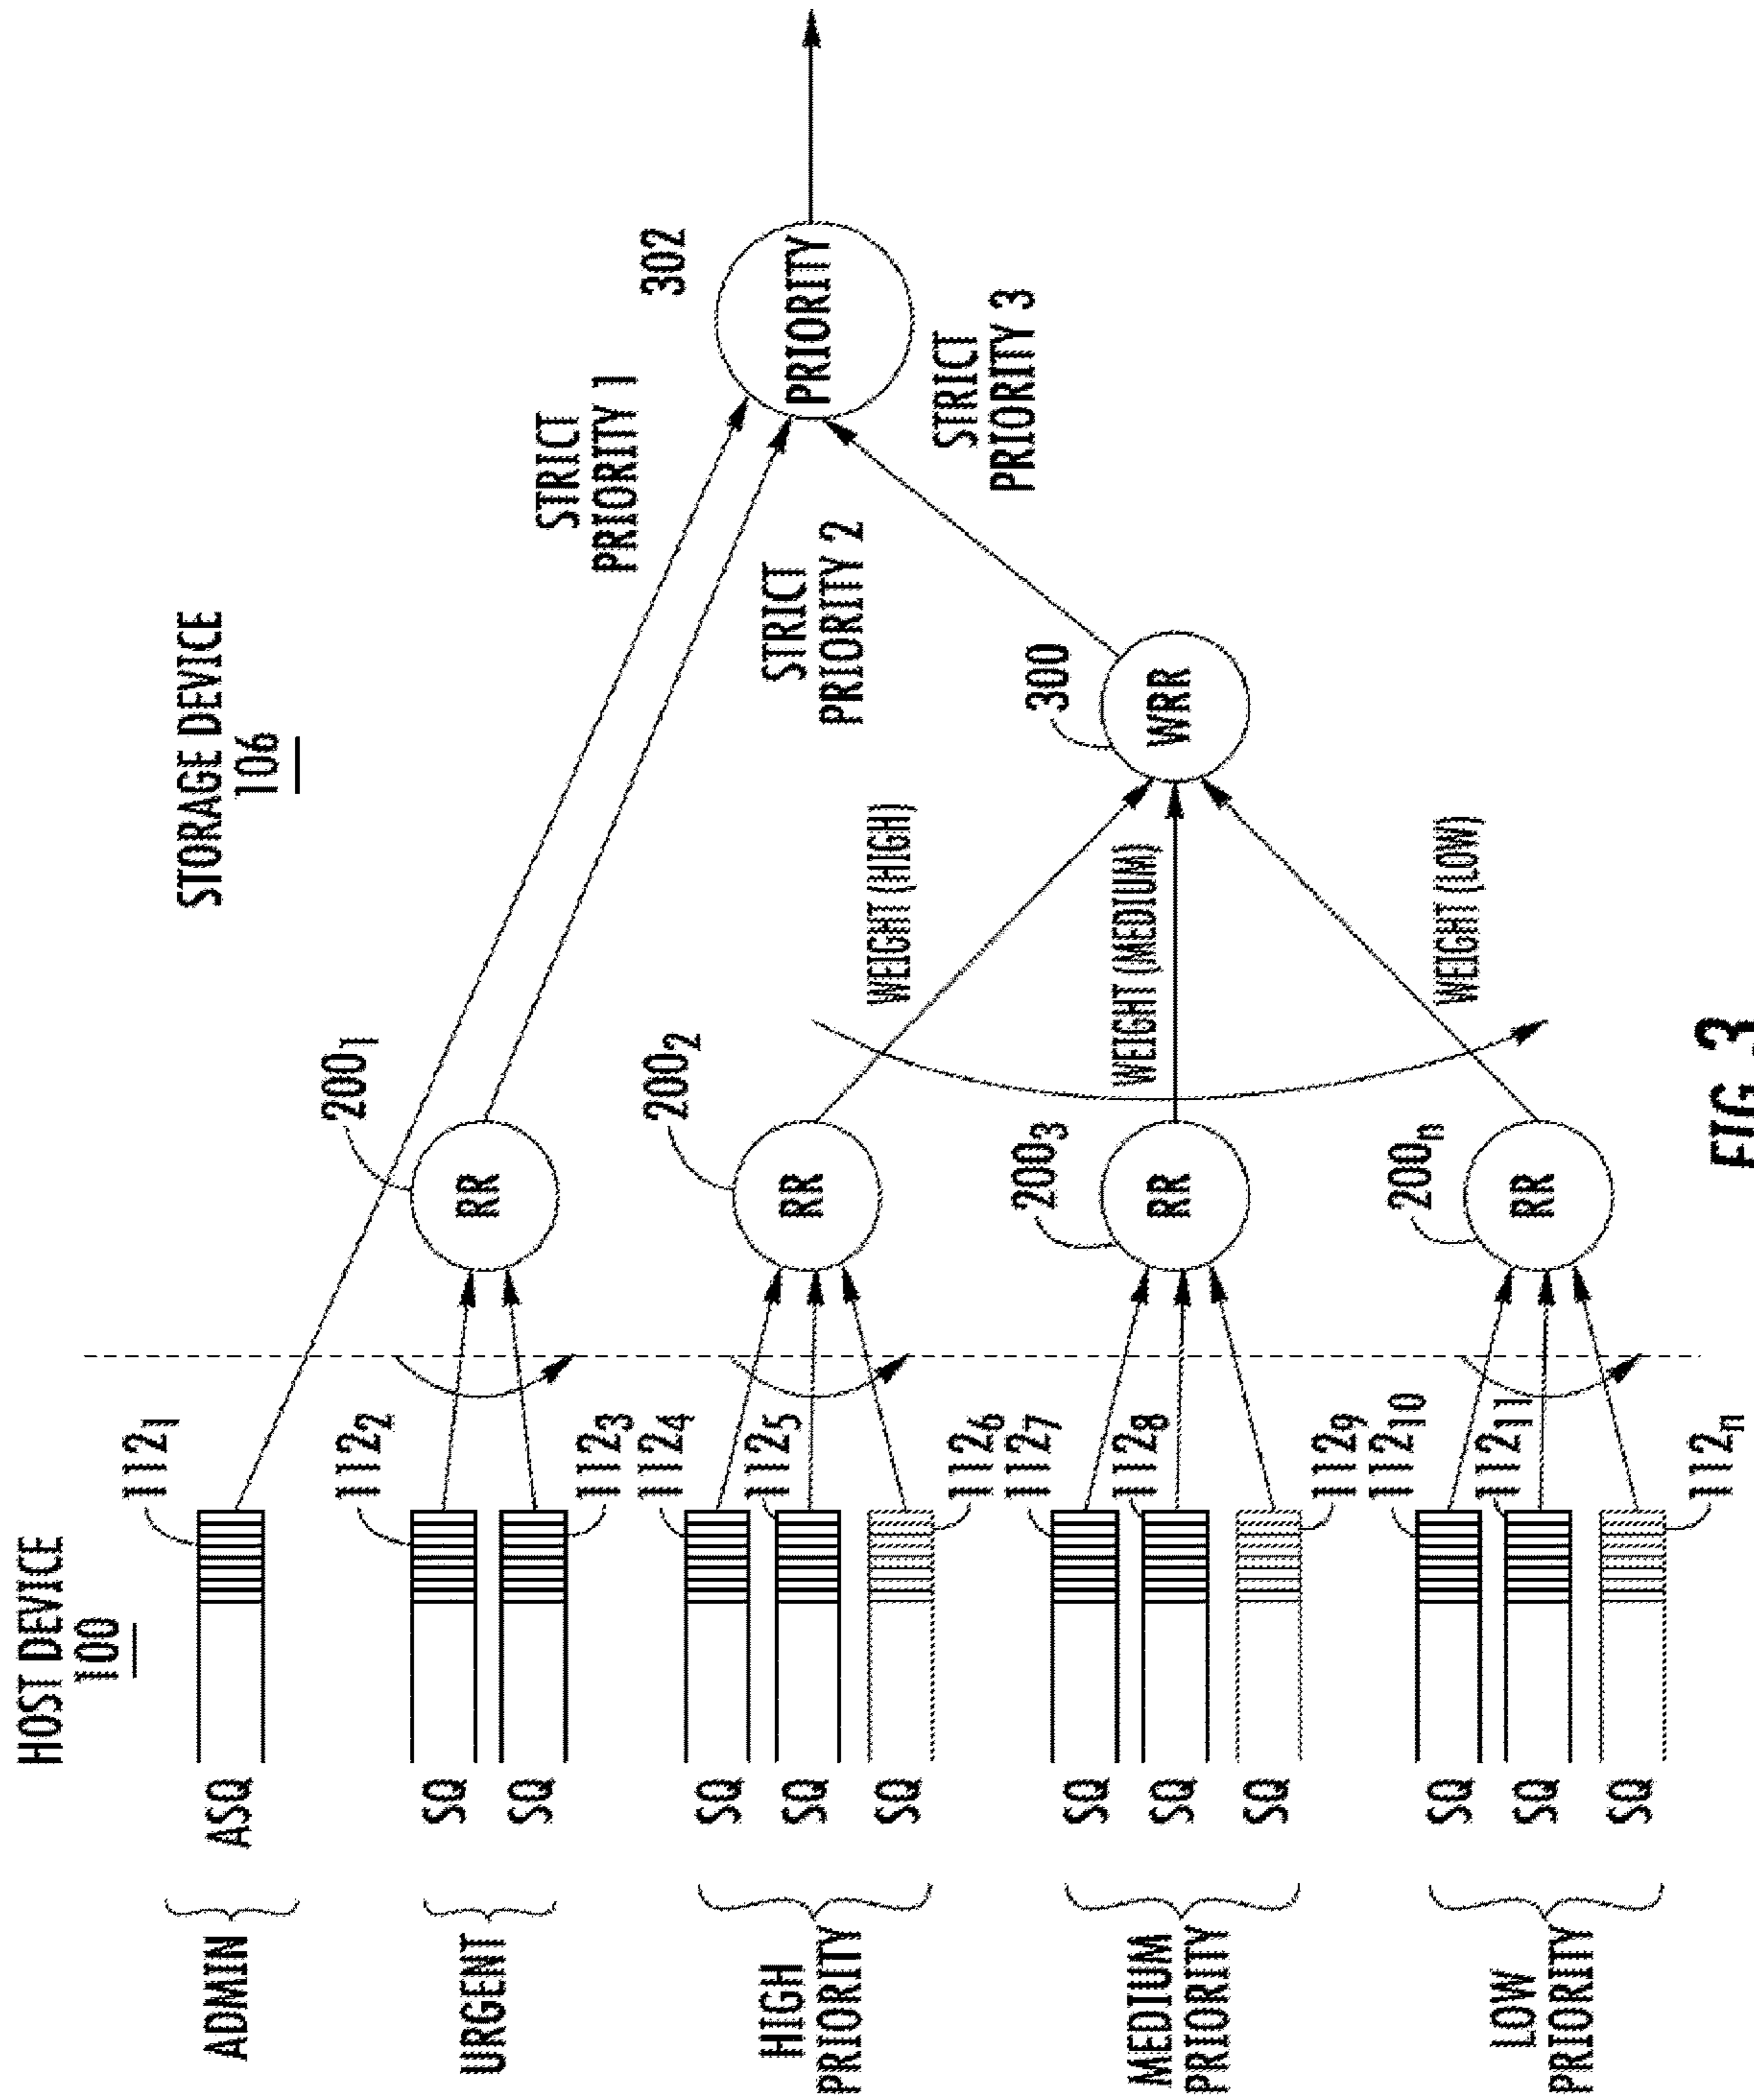 HOST DEVICE
100
STORAGE DEVICE
106
ADMIN
ASQ
112₁
STRICT
PRIORITY 1
URGENT
SQ
SQ
112₂
112₃
200₁
RR
STRICT
PRIORITY 2
302
PRIORITY
HIGH
PRIORITY
SQ
SQ
SQ
112₄
112₅
112₆
200₂
RR
WEIGHT (HIGH)
STRICT
PRIORITY 3
MEDIUM
PRIORITY
SQ
SQ
SQ
112₇
112₈
112₉
200₃
RR
WEIGHT (MEDIUM)
300
WRR
LOW
PRIORITY
SQ
SQ
SQ
112₁₀
112₁₁
112ₙ
200ₙ
RR
WEIGHT (LOW)
FIG. 3